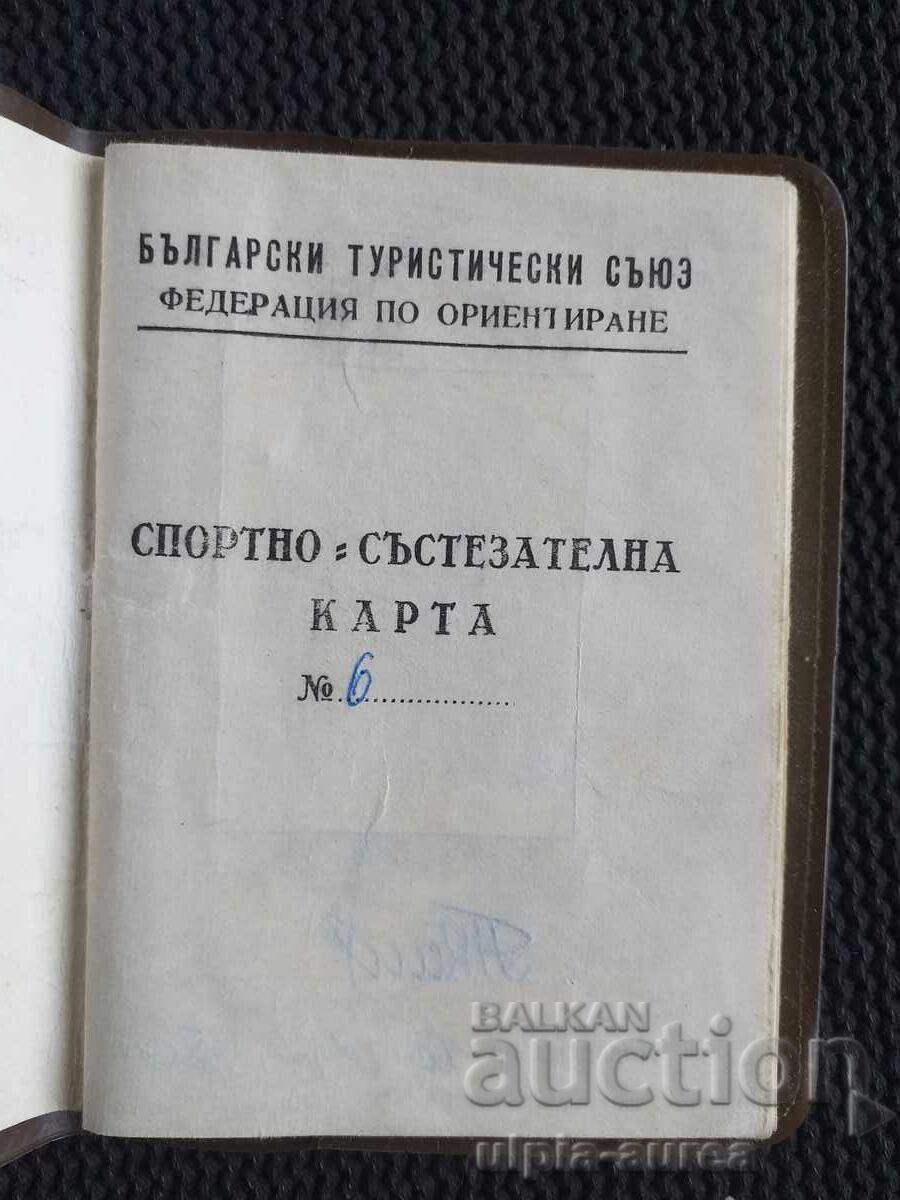 БЪЛГАРСКИ ТУРИСТИЧЕСКИ СЪЮЗ
ФЕДЕРАЦИЯ ПО ОРИЕНТИРАНЕ
СПОРТНО = СЪСТЕЗАТЕЛНА
КАРТА
№ 6
BALKAN
auction
ulpia-aurea